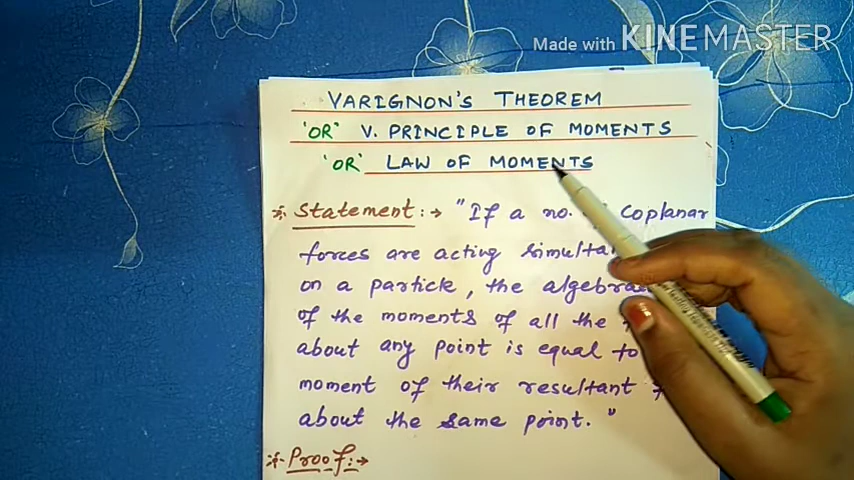 Made with KINEMASTER
VARIGNON'S THEOREM
'OR' V. PRINCIPLE OF MOMENTS
'OR' LAW OF MOMENTS
Statement :→ "If a no. coplanar
forces are acting
on a particle, the
of the moments of all the
about any point is equal to
moment of their resultant
about the same point."
Proof :→